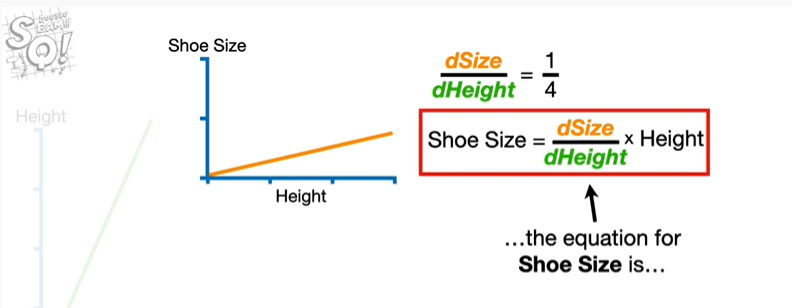 SQ!
Height
Shoe Size
Height
dSize
dHeight
= 1
4
Shoe Size = dSize
dHeight
x Height
...the equation for
Shoe Size is...